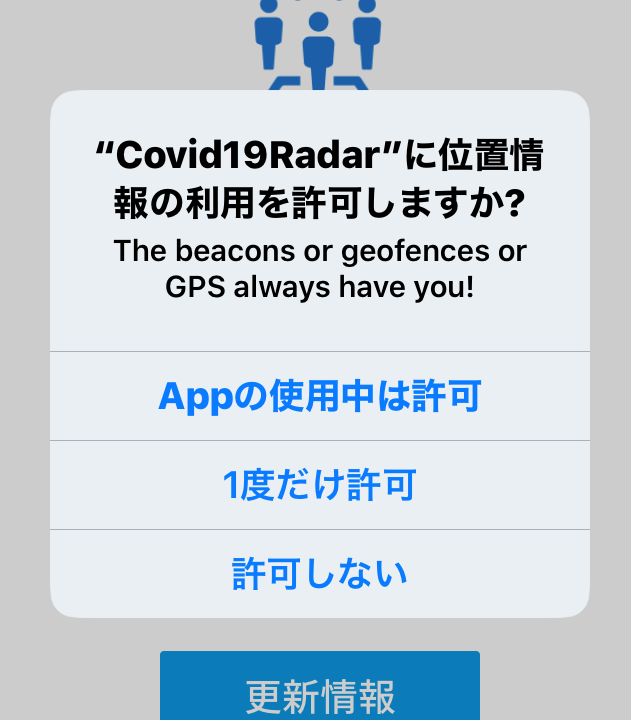 “Covid19Radar”に位置情
報の利用を許可しますか?
The beacons or geofences or
GPS always have you!
Appの使用中は許可
1度だけ許可
許可しない
更新情報